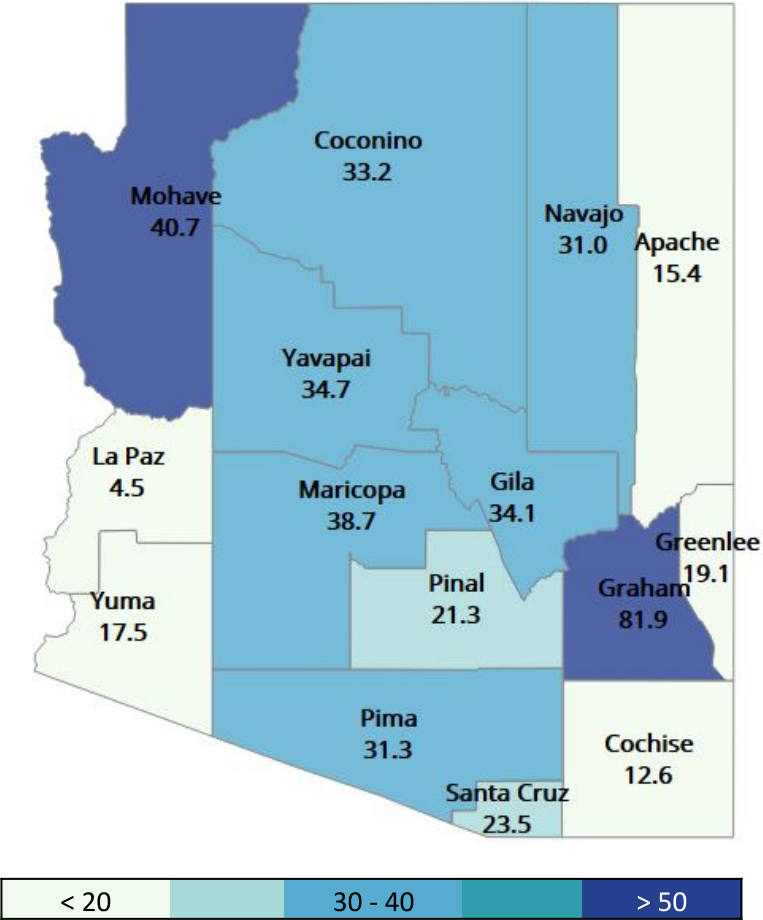 Coconino
33.2
Mohave
40.7
Navajo
31.0
Apache
15.4
Yavapai
34.7
La Paz
4.5
Maricopa
38.7
Gila
34.1
Greenlee
19.1
Pinal
21.3
Graham
81.9
Yuma
17.5
Pima
31.3
Cochise
12.6
Santa Cruz
23.5
< 20
30 - 40
> 50